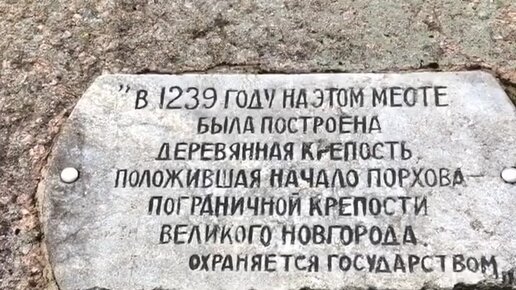 "В 1239 ГОДУ НА ЭТОМ МЕСТЕ
БЫЛА ПОСТРОЕНА
ДЕРЕВЯННАЯ КРЕПОСТЬ,
ПОЛОЖИВШАЯ НАЧАЛО ПОРХОВА-
ПОГРАНИЧНОЙ КРЕПОСТИ
ВЕЛИКОГО НОВГОРОДА.
ОХРАНЯЕТСЯ ГОСУДАРСТВОМ"